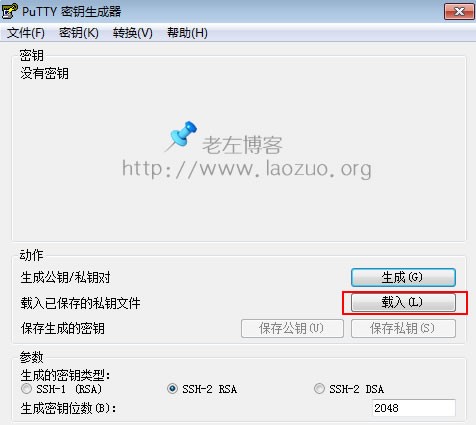 PuTTY 密钥生成器
文件(F) 密钥(K) 转换(V) 帮助(H)
密钥
没有密钥
老左博客
http://www.laozuo.org
动作
生成公钥/私钥对 生成(G)
载入已保存的私钥文件 载入(L)
保存生成的密钥 保存公钥(U) 保存私钥(S)
参数
生成的密钥类型:
SSH-1 (RSA) SSH-2 RSA SSH-2 DSA
生成密钥位数(B): 2048